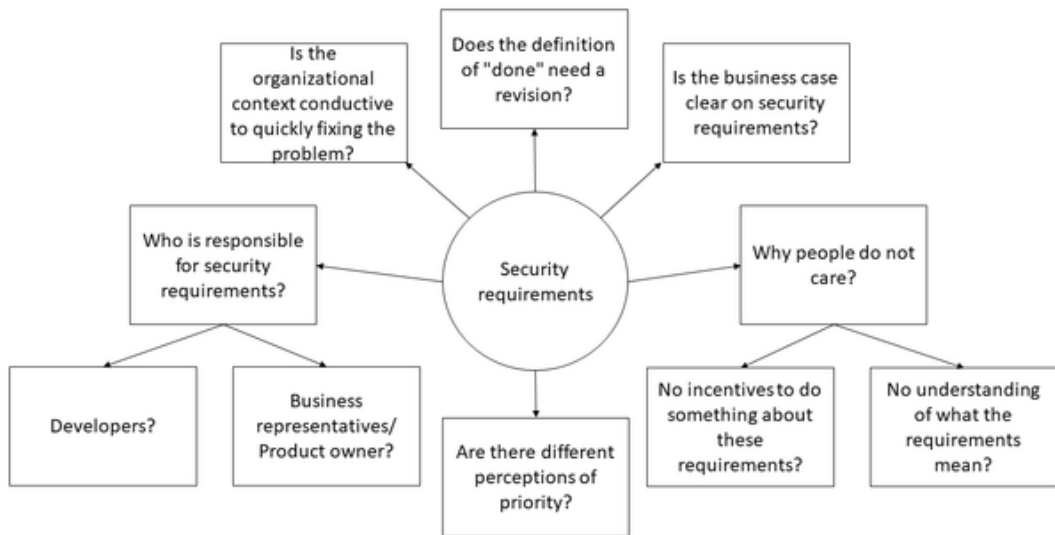 Is the
organizational
context conductive
to quickly fixing the
problem?
Does the definition
of "done" need a
revision?
Is the business case
clear on security
requirements?
Who is responsible
for security
requirements?
Security
requirements
Why people do not
care?
Developers?
Business
representatives/
Product owner?
Are there different
perceptions of
priority?
No incentives to do
something about
these
requirements?
No understanding
of what the
requirements
mean?